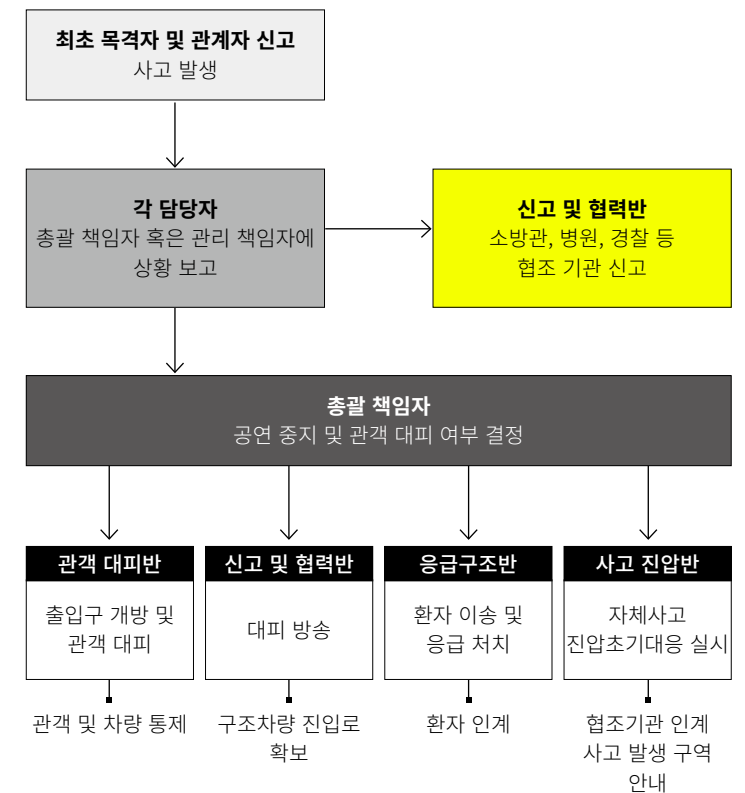 최초 목격자 및 관계자 신고
사고 발생
각 담당자
총괄 책임자 혹은 관리 책임자에
상황 보고
신고 및 협력반
소방관, 병원, 경찰 등
협조 기관 신고
총괄 책임자
공연 중지 및 관객 대피 여부 결정
관객 대피반
출입구 개방 및
관객 대피
관객 및 차량 통제
신고 및 협력반
대피 방송
구조차량 진입로
확보
응급구조반
환자 이송 및
응급 처치
환자 인계
사고 진압반
자체사고
진압초기대응 실시
협조기관 인계
사고 발생 구역
안내